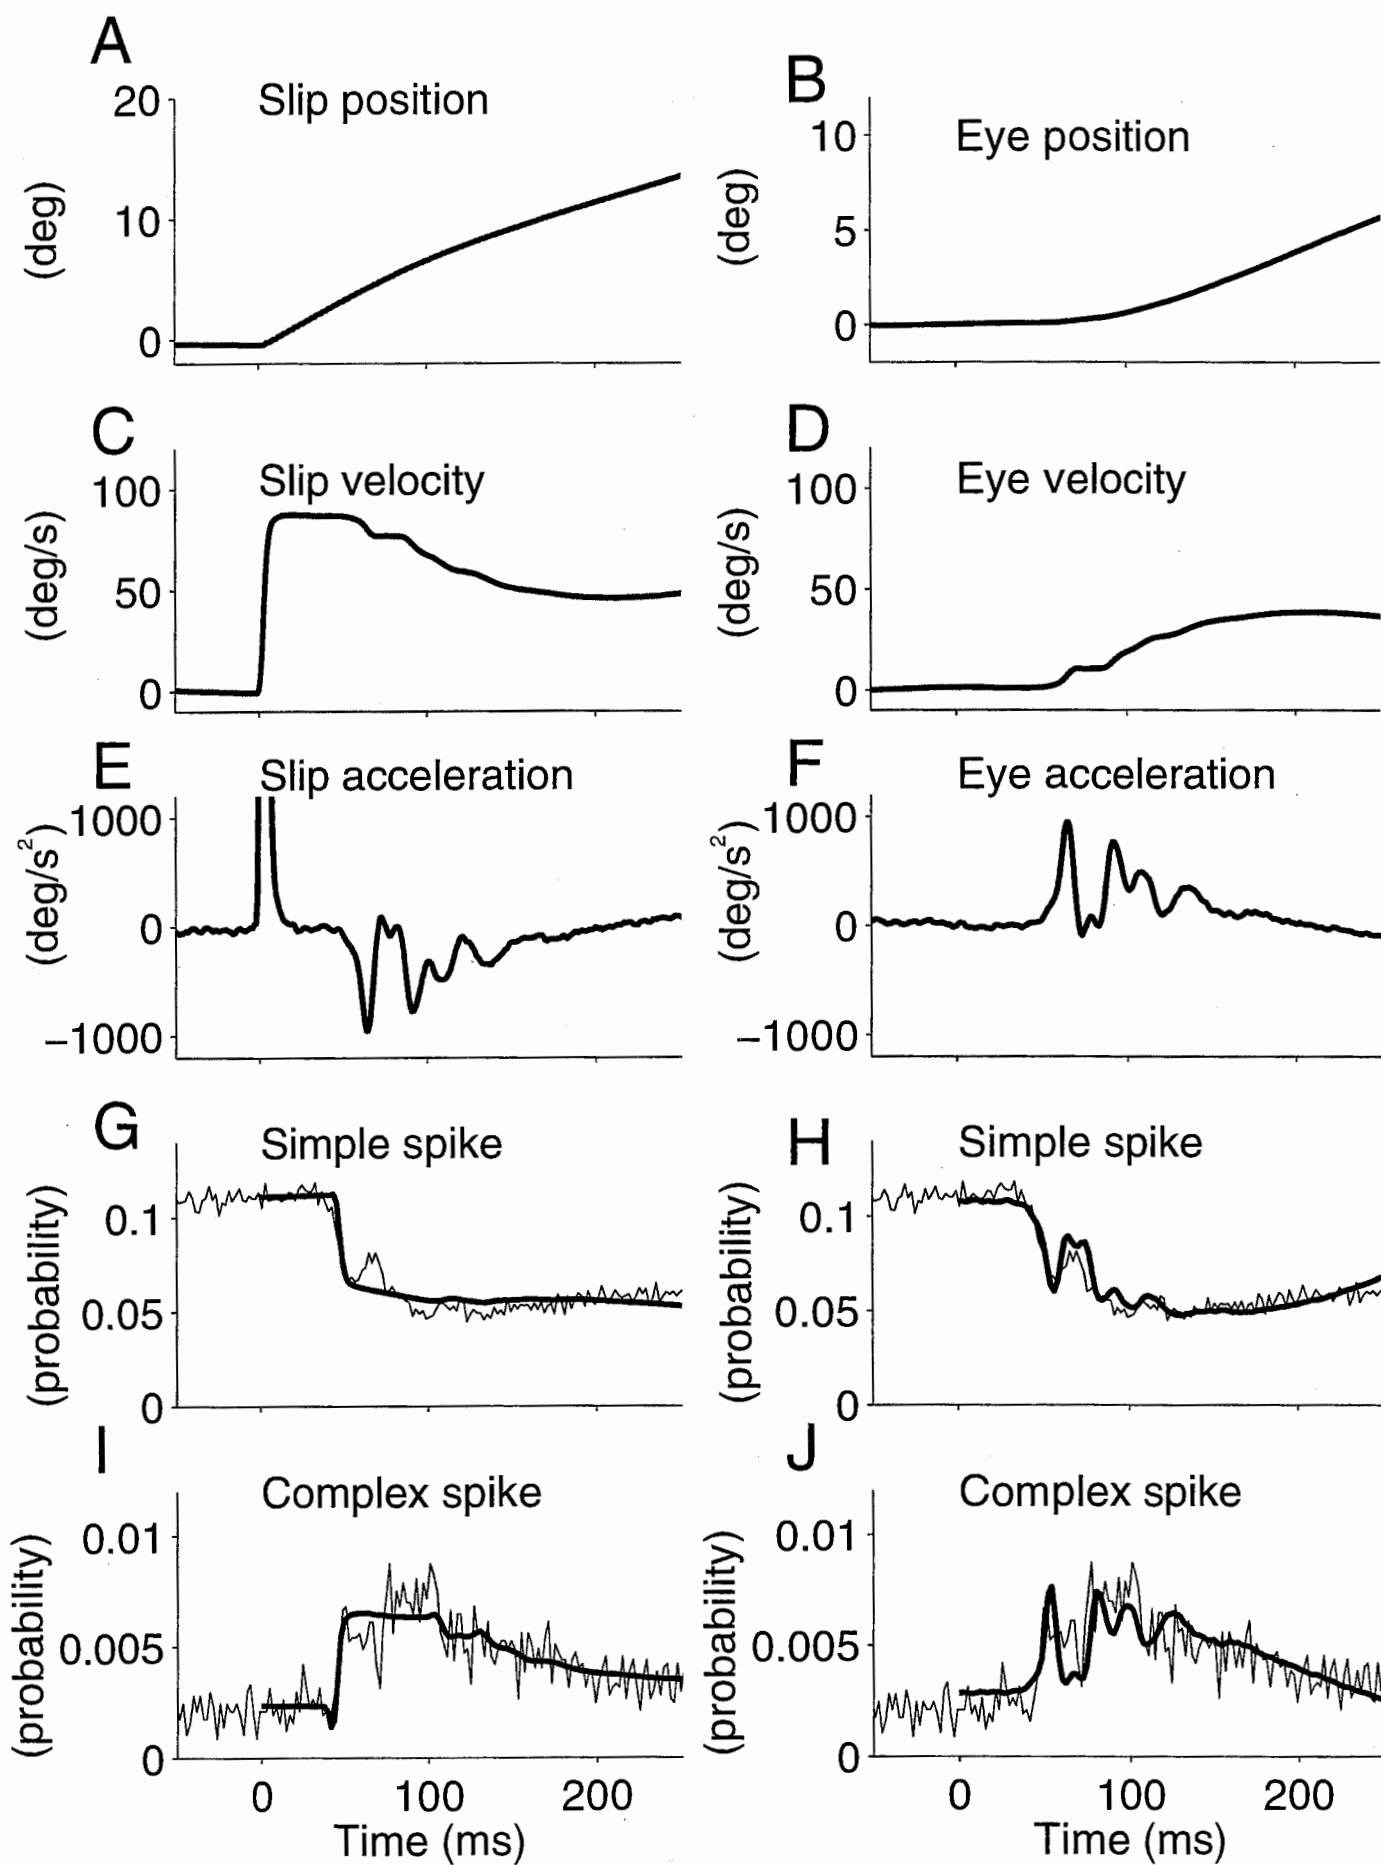 A
Slip position
20
10
0
(deg)
B
Eye position
10
5
0
(deg)
C
Slip velocity
100
50
0
(deg/s)
D
Eye velocity
100
50
0
(deg/s)
E
Slip acceleration
1000
0
−1000
(deg/s²)
F
Eye acceleration
1000
0
−1000
(deg/s²)
G
Simple spike
0.1
0.05
0
(probability)
H
Simple spike
0.1
0.05
0
(probability)
I
Complex spike
0.01
0.005
0
(probability)
0 100 200
Time (ms)
J
Complex spike
0.01
0.005
0
(probability)
0 100 200
Time (ms)